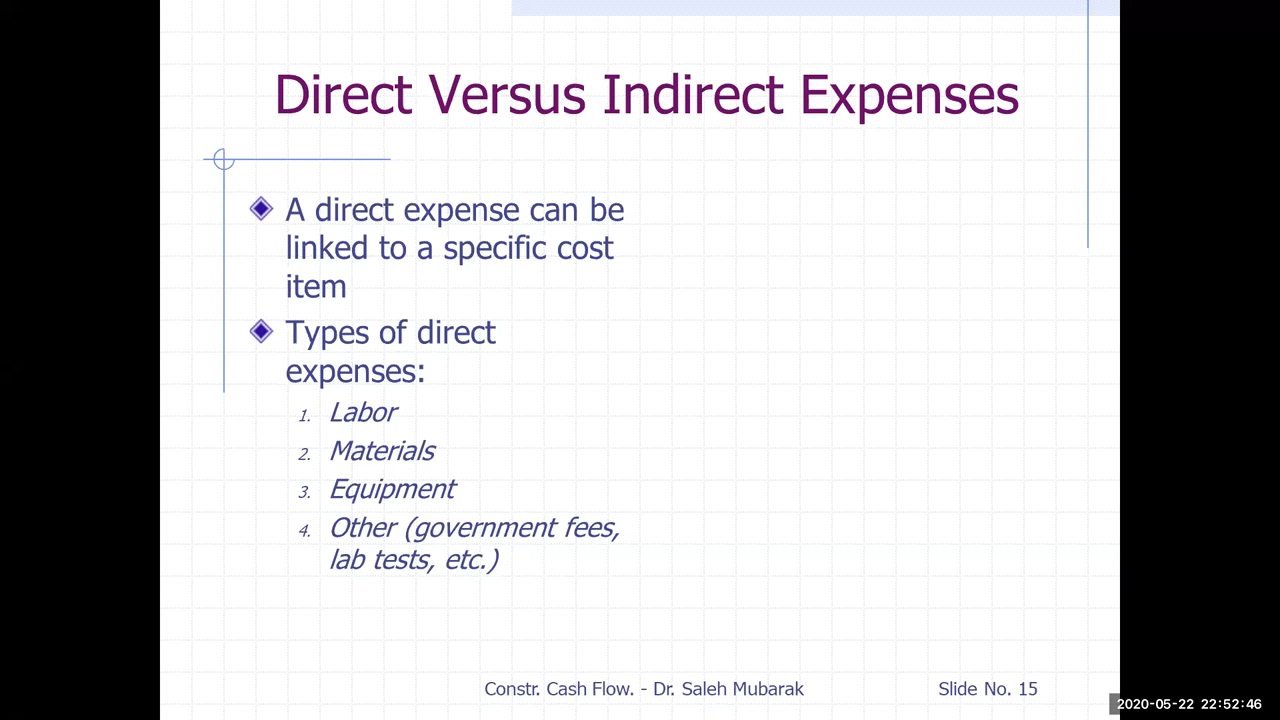 Direct Versus Indirect Expenses
A direct expense can be
linked to a specific cost
item
Types of direct
expenses:
1. Labor
2. Materials
3. Equipment
4. Other (government fees,
lab tests, etc.)
Constr. Cash Flow. - Dr. Saleh Mubarak
Slide No. 15
2020-05-22 22:52:46